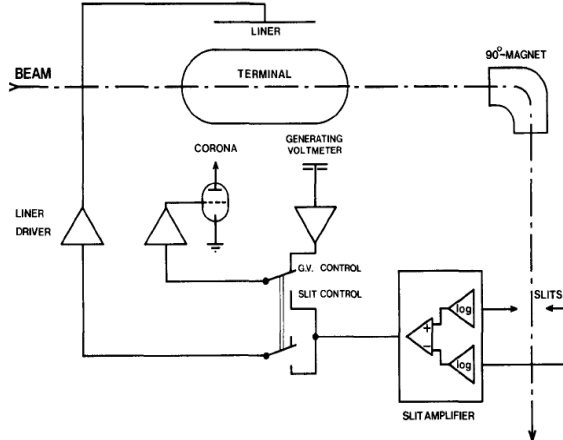 LINER
90°-MAGNET
BEAM
TERMINAL
GENERATING
VOLTMETER
CORONA
LINER
DRIVER
G.V. CONTROL
SLIT CONTROL
SLITS
log
+
−
log
SLIT AMPLIFIER